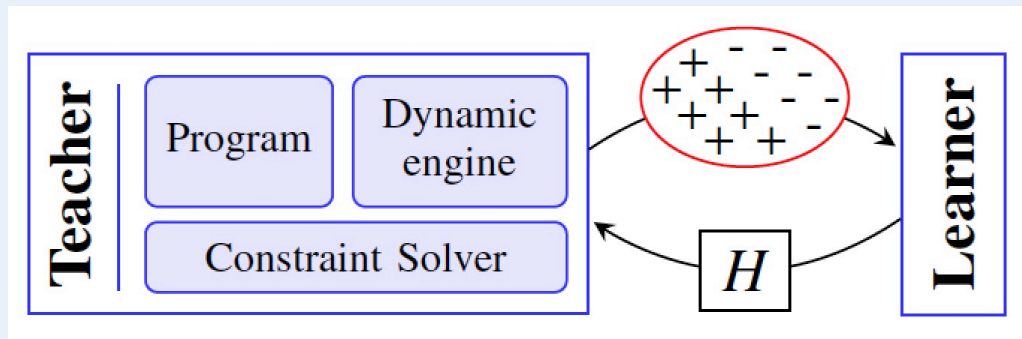 Teacher
Program
Dynamic
engine
Constraint Solver
+ - -
+ + - -
+ + - -
+ + -
H
Learner